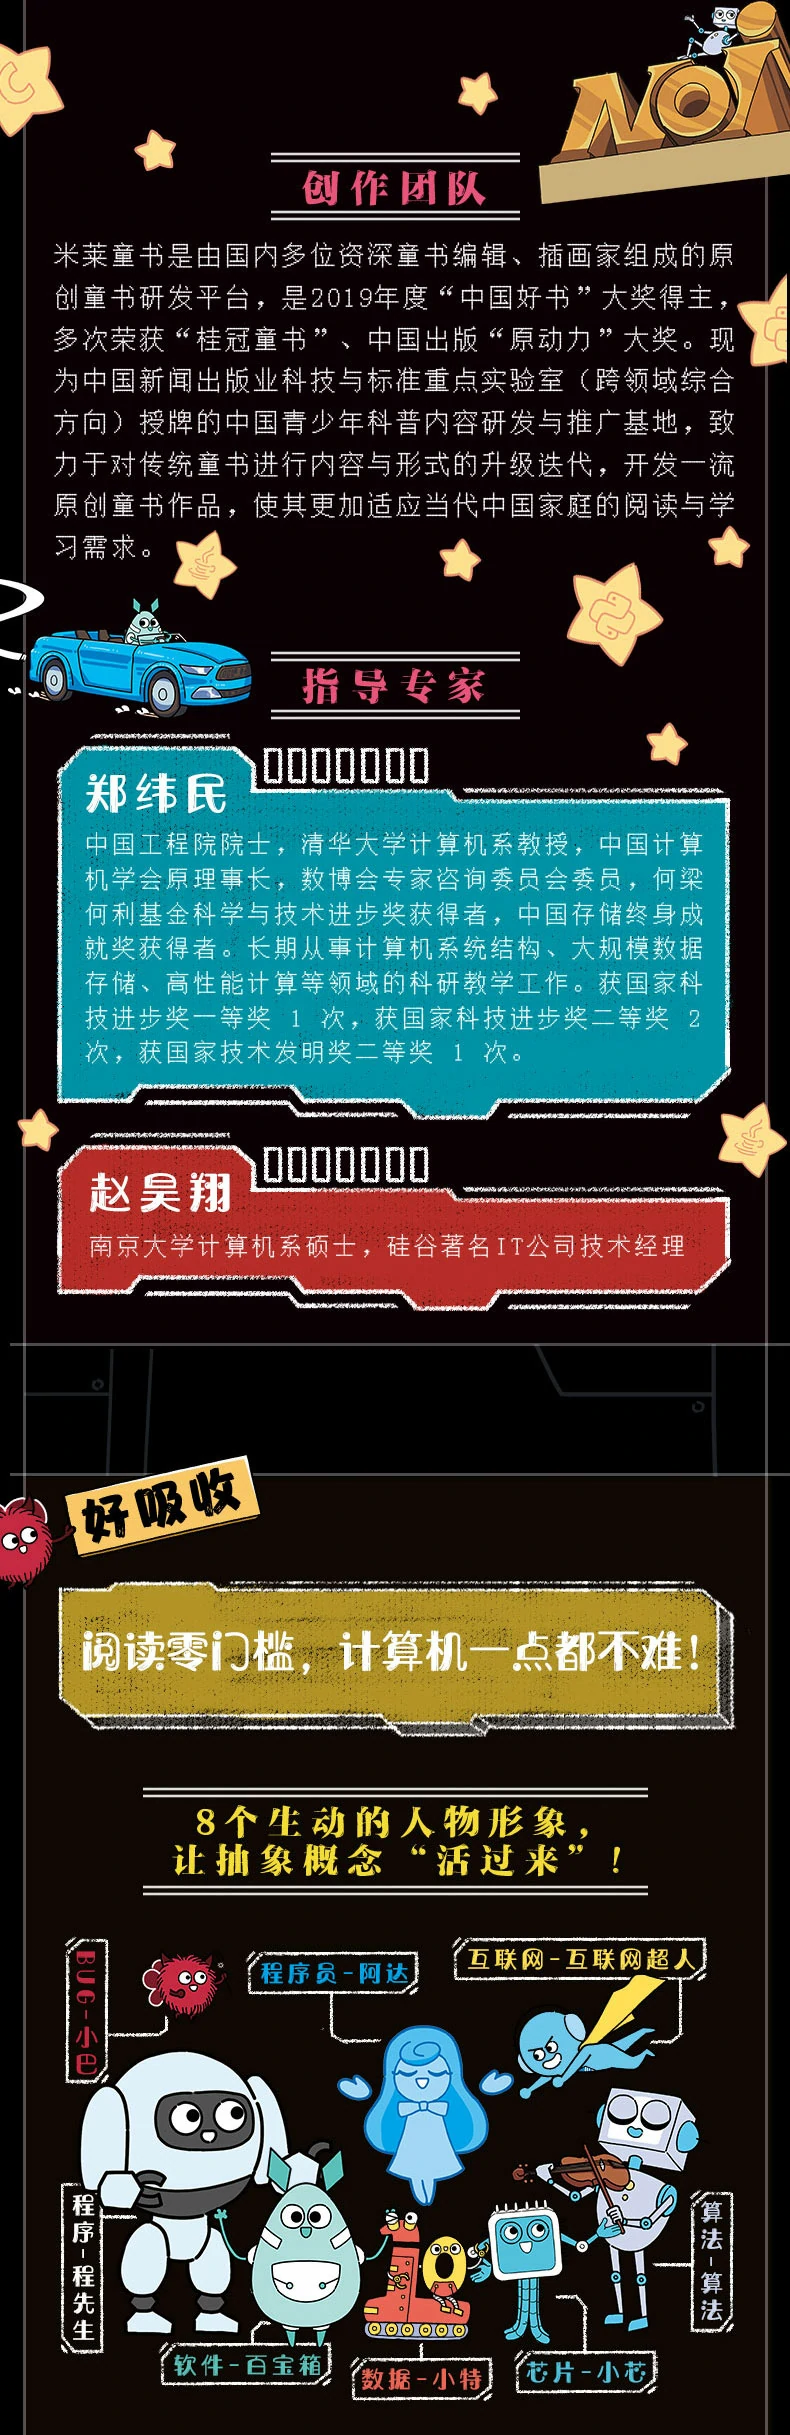 NOI
创作团队
米莱童书是由国内多位资深童书编辑、插画家组成的原
创童书研发平台，是2019年度“中国好书”大奖得主，
多次荣获“桂冠童书”、中国出版“原动力”大奖。现
为中国新闻出版业科技与标准重点实验室（跨领域综合
方向）授牌的中国青少年科普内容研发与推广基地，致
力于对传统童书进行内容与形式的升级迭代，开发一流
原创童书作品，使其更加适应当代中国家庭的阅读与学
习需求。
指导专家
郑纬民
中国工程院院士，清华大学计算机系教授，中国计算
机学会原理事长，数博会专家咨询委员会委员，何梁
何利基金科学与技术进步奖获得者，中国存储终身成
就奖获得者。长期从事计算机系统结构、大规模数据
存储、高性能计算等领域的科研教学工作。获国家科
技进步奖一等奖 1 次，获国家科技进步奖二等奖 2
次，获国家技术发明奖二等奖 1 次。
赵昊翔
南京大学计算机系硕士，硅谷著名IT公司技术经理
好吸收
阅读零门槛，计算机一点都不难！
8个生动的人物形象，
让抽象概念“活过来”！
BUG-小巴
程序员-阿达
互联网-互联网超人
程序-程先生
算法-算法
软件-百宝箱
数据-小特
芯片-小芯